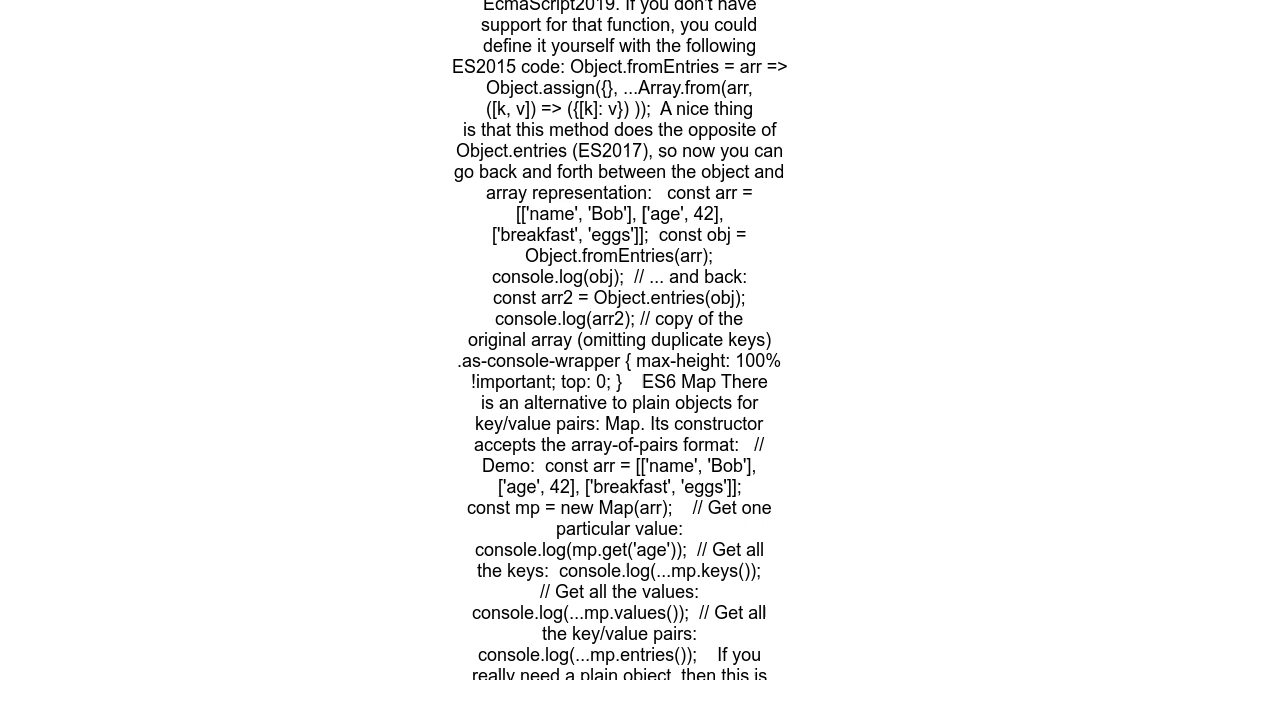 EcmaScript2019. If you don't have
support for that function, you could
define it yourself with the following
ES2015 code: Object.fromEntries = arr =>
Object.assign({}, ...Array.from(arr,
([k, v]) => ({[k]: v}) ));  A nice thing
is that this method does the opposite of
Object.entries (ES2017), so now you can
go back and forth between the object and
array representation:   const arr =
[['name', 'Bob'], ['age', 42],
['breakfast', 'eggs']];  const obj =
Object.fromEntries(arr);
console.log(obj);  // ... and back:
const arr2 = Object.entries(obj);
console.log(arr2); // copy of the
original array (omitting duplicate keys)
.as-console-wrapper { max-height: 100%
!important; top: 0; }    ES6 Map There
is an alternative to plain objects for
key/value pairs: Map. Its constructor
accepts the array-of-pairs format:   //
Demo:  const arr = [['name', 'Bob'],
['age', 42], ['breakfast', 'eggs']];
const mp = new Map(arr);    // Get one
particular value:
console.log(mp.get('age'));  // Get all
the keys:  console.log(...mp.keys());
// Get all the values:
console.log(...mp.values());  // Get all
the key/value pairs:
console.log(...mp.entries());    If you
really need a plain object, then this is